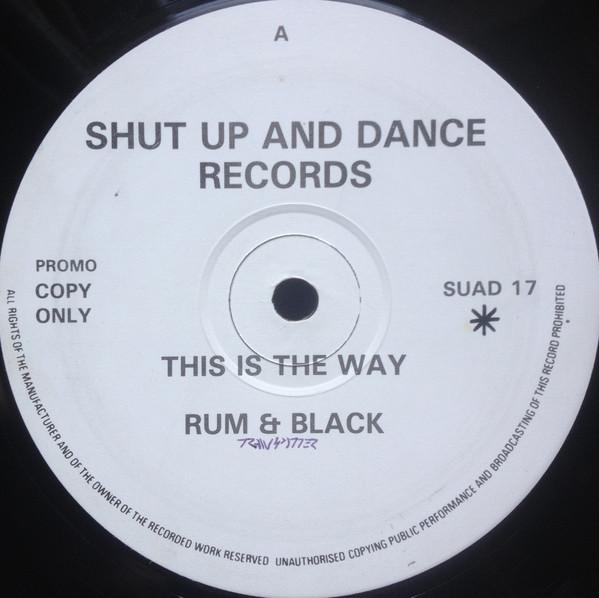 A
SHUT UP AND DANCE
RECORDS
PROMO
COPY
ONLY
SUAD 17
*
THIS IS THE WAY
RUM & BLACK
ALL RIGHTS OF THE MANUFACTURER AND OF THE OWNER OF THE RECORDED WORK RESERVED UNAUTHORISED COPYING PUBLIC PERFORMANCE AND BROADCASTING OF THIS RECORD PROHIBITED